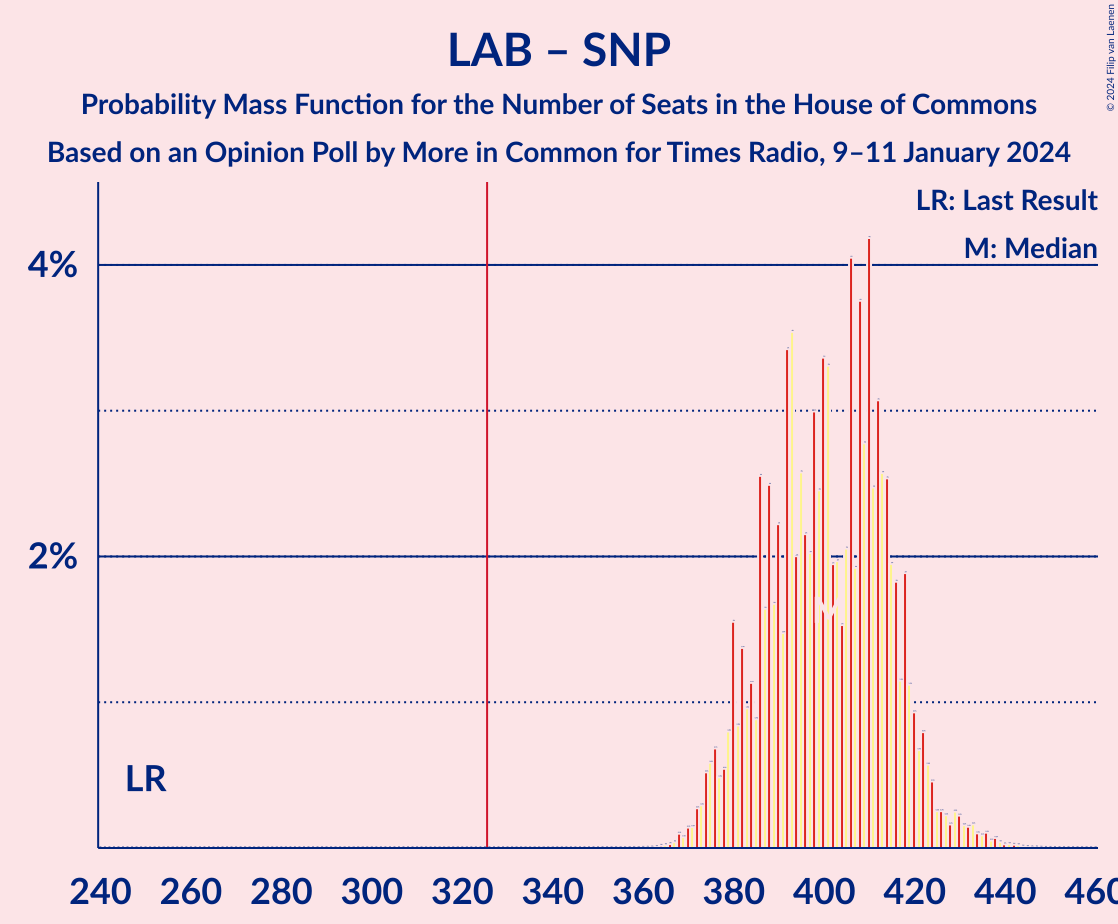 LAB – SNP
Probability Mass Function for the Number of Seats in the House of Commons
Based on an Opinion Poll by More in Common for Times Radio, 9–11 January 2024
© 2024 Filip van Laenen
LR: Last Result
M: Median
4%
2%
M
LR
240 260 280 300 320 340 360 380 400 420 440 460